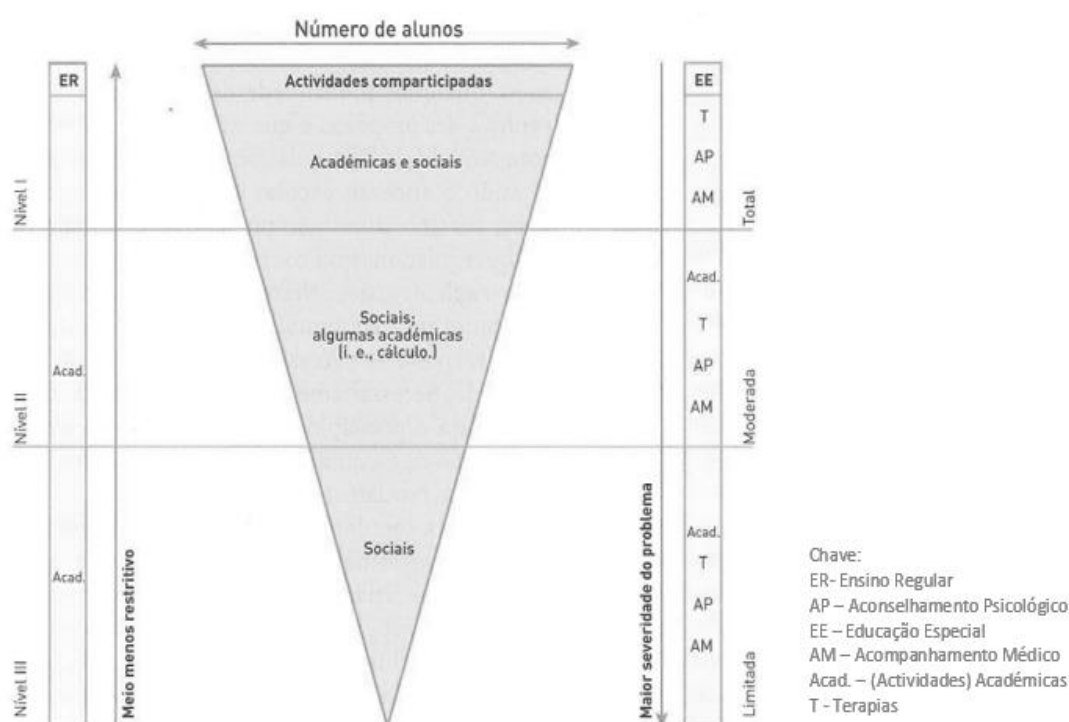 Número de alunos
ER
Actividades comparticipadas
EE
T
Académicas e sociais
AP
AM
Nível I
Total
Acad.
Sociais;
algumas académicas
(i. e., cálculo.)
T
Acad.
AP
AM
Nível II
Moderada
Acad.
Sociais
T
Acad.
AP
AM
Nível III
Meio menos restritivo
Maior severidade do problema
Limitada
Chave:
ER- Ensino Regular
AP – Aconselhamento Psicológico
EE – Educação Especial
AM – Acompanhamento Médico
Acad. – (Actividades) Académicas
T - Terapias